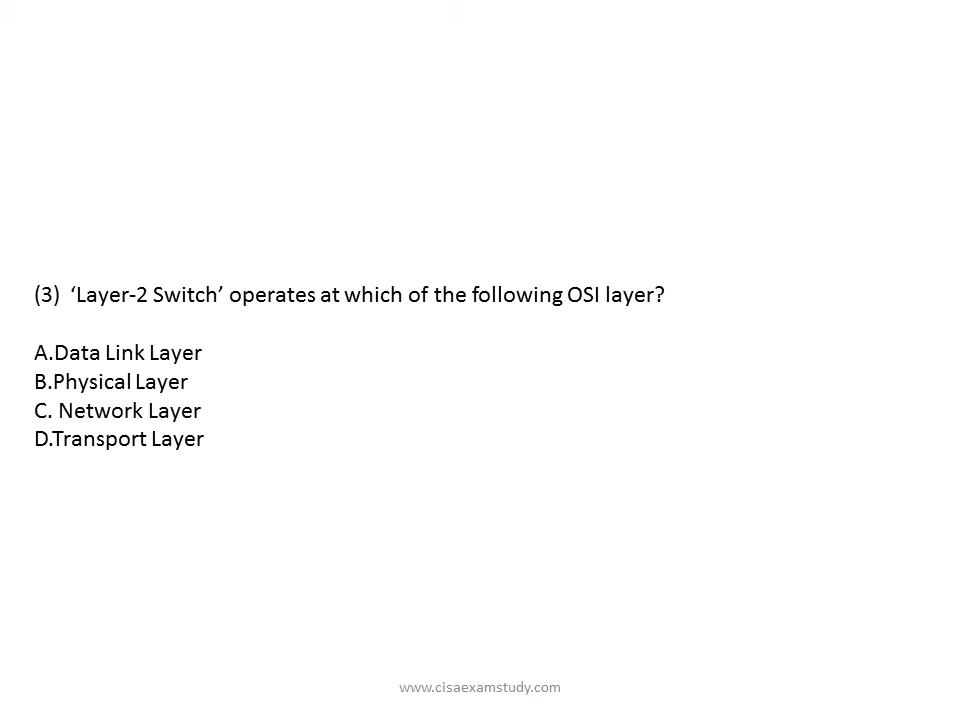 (3)  ‘Layer-2 Switch’ operates at which of the following OSI layer?
A.Data Link Layer
B.Physical Layer
C. Network Layer
D.Transport Layer
www.cisaexamstudy.com